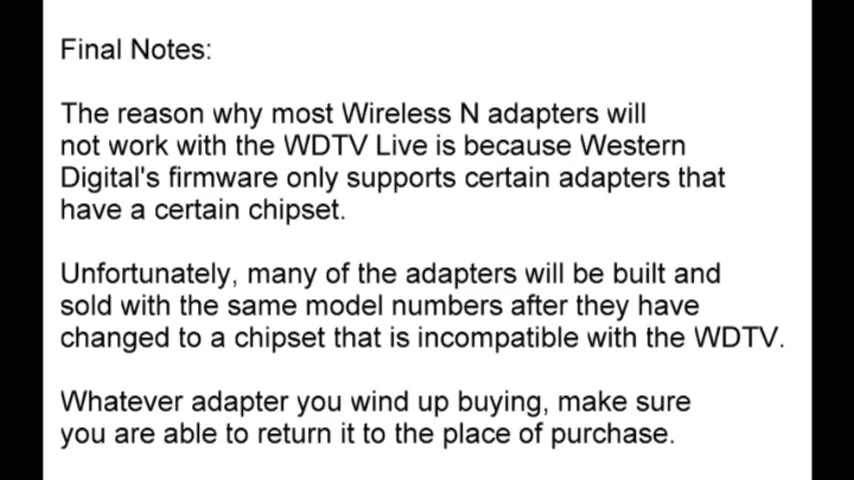 Final Notes:
The reason why most Wireless N adapters will
not work with the WDTV Live is because Western
Digital's firmware only supports certain adapters that
have a certain chipset.
Unfortunately, many of the adapters will be built and
sold with the same model numbers after they have
changed to a chipset that is incompatible with the WDTV.
Whatever adapter you wind up buying, make sure
you are able to return it to the place of purchase.